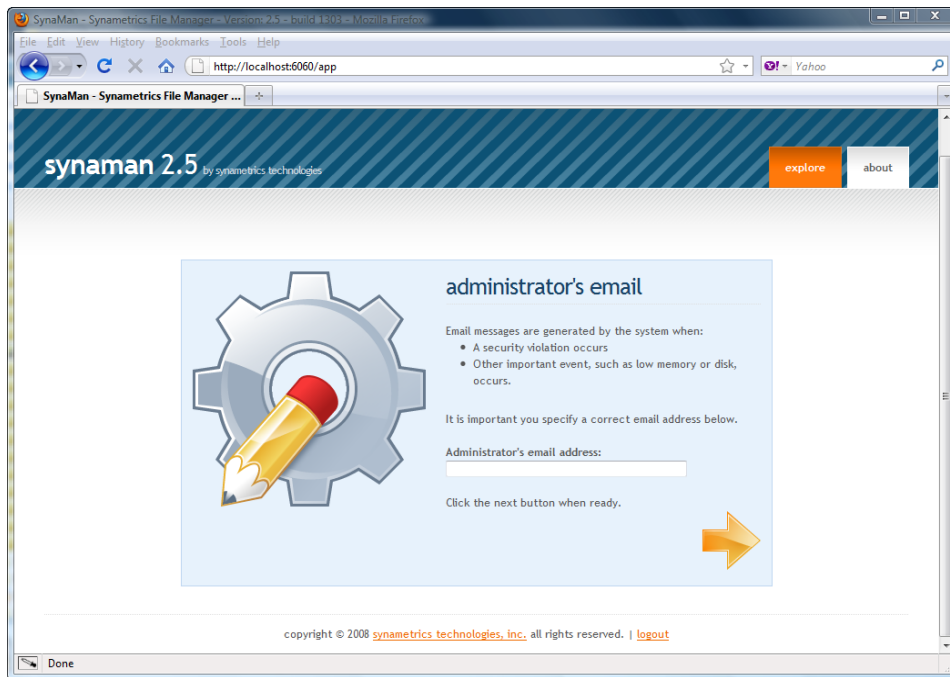 SynaMan - Synametrics File Manager - Version: 2.5 - build 1303 - Mozilla Firefox
File Edit View History Bookmarks Tools Help
http://localhost:6060/app
Yahoo
SynaMan - Synametrics File Manager ...
synaman 2.5 by synametrics technologies
explore
about
administrator's email
Email messages are generated by the system when:
• A security violation occurs
• Other important event, such as low memory or disk,
occurs.
It is important you specify a correct email address below.
Administrator's email address:
Click the next button when ready.
copyright © 2008 synametrics technologies, inc. all rights reserved. | logout
Done